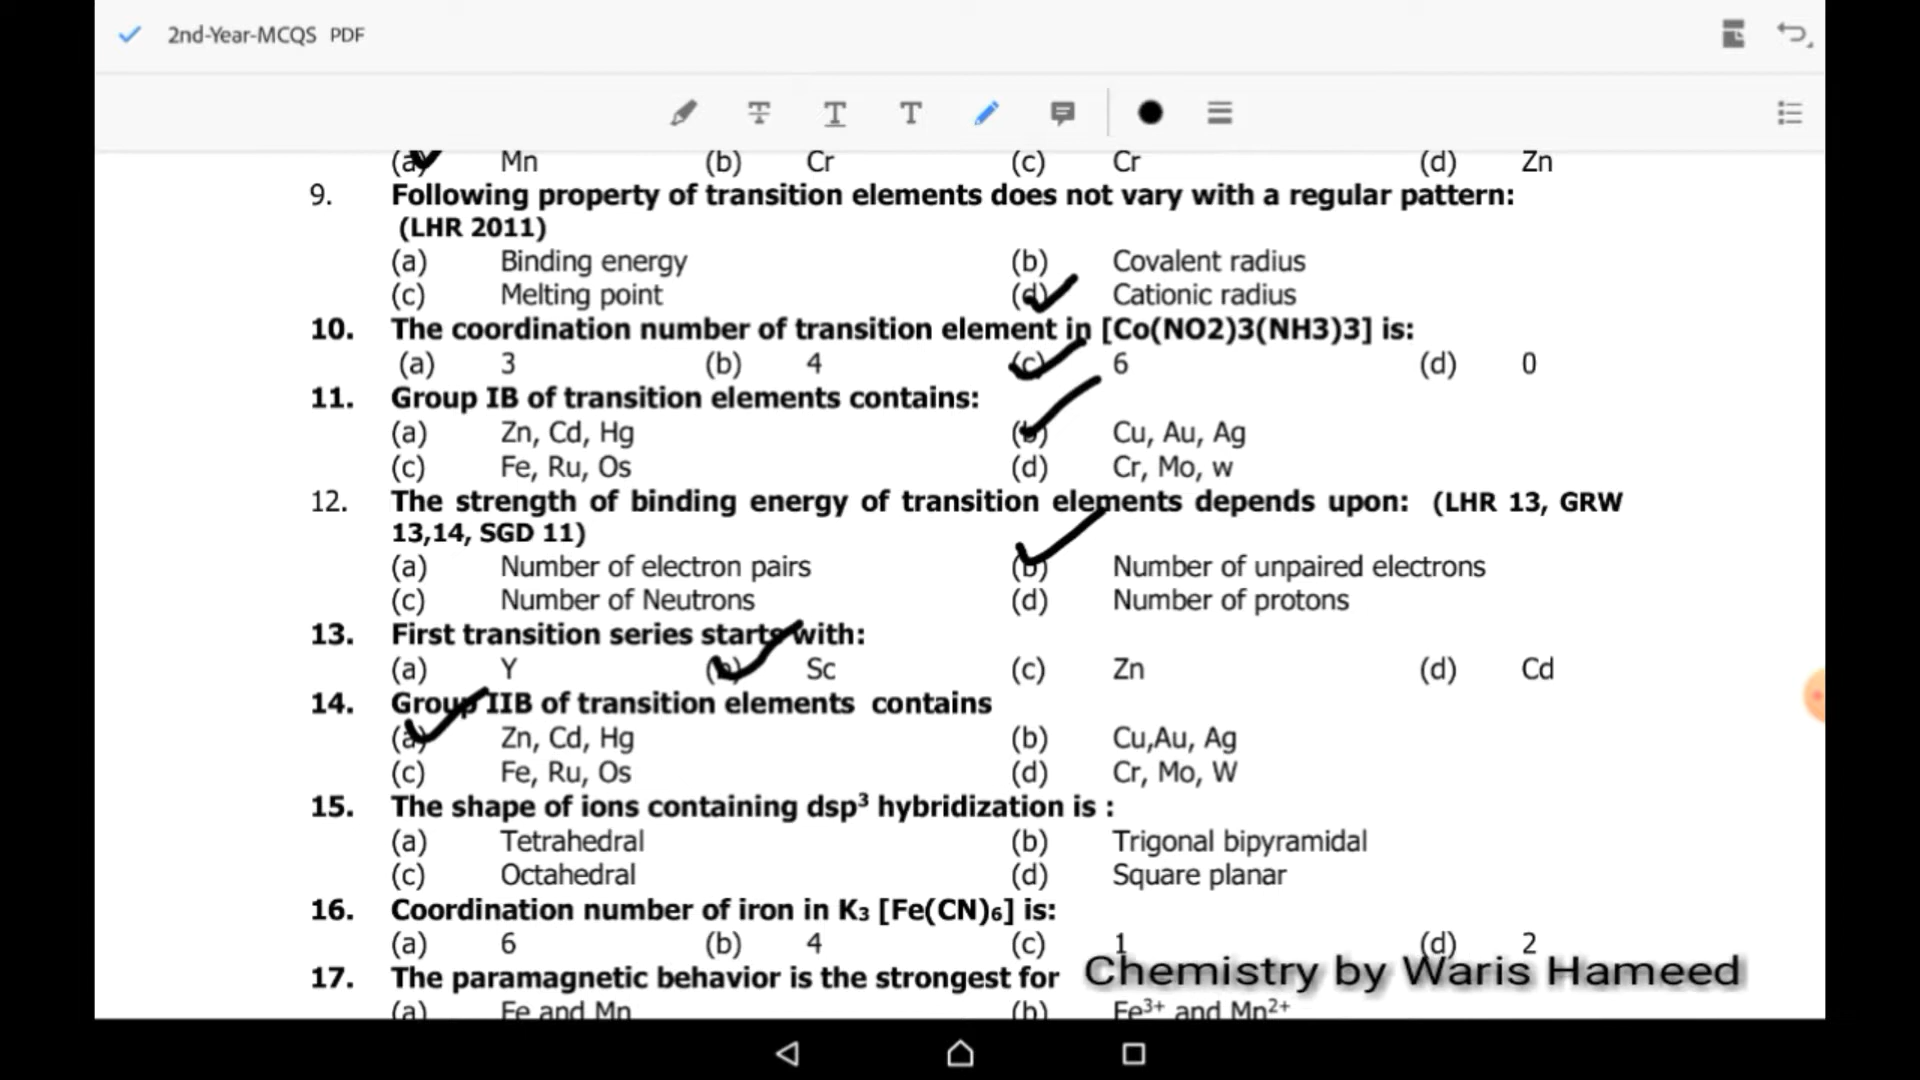 2nd-Year-MCQS PDF
(a) Mn (b) Cr (c) Cr (d) Zn
9. Following property of transition elements does not vary with a regular pattern:
(LHR 2011)
(a) Binding energy (b) Covalent radius
(c) Melting point (d) Cationic radius
10. The coordination number of transition element in [Co(NO2)3(NH3)3] is:
(a) 3 (b) 4 (c) 6 (d) 0
11. Group IB of transition elements contains:
(a) Zn, Cd, Hg (b) Cu, Au, Ag
(c) Fe, Ru, Os (d) Cr, Mo, w
12. The strength of binding energy of transition elements depends upon: (LHR 13, GRW
13,14, SGD 11)
(a) Number of electron pairs (b) Number of unpaired electrons
(c) Number of Neutrons (d) Number of protons
13. First transition series starts with:
(a) Y (b) Sc (c) Zn (d) Cd
14. Group IIB of transition elements contains
(a) Zn, Cd, Hg (b) Cu,Au, Ag
(c) Fe, Ru, Os (d) Cr, Mo, W
15. The shape of ions containing dsp³ hybridization is :
(a) Tetrahedral (b) Trigonal bipyramidal
(c) Octahedral (d) Square planar
16. Coordination number of iron in K₃ [Fe(CN)₆] is:
(a) 6 (b) 4 (c) 1 (d) 2
17. The paramagnetic behavior is the strongest for
Chemistry by Waris Hameed
(a) Fe and Mn (b) Fe³⁺ and Mn²⁺